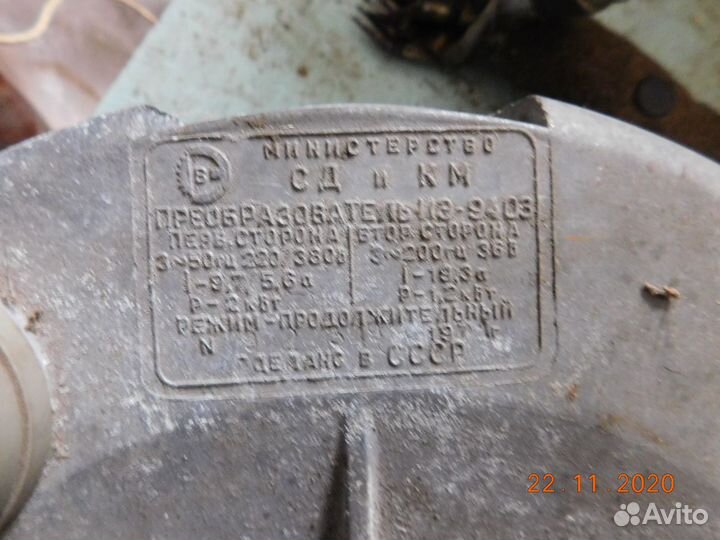 МИНИСТЕРСТВО
СД и КМ
ПРЕОБРАЗОВАТЕЛЬ ИЭ-9403
ПЕРВ. СТОРОНА ВТОР. СТОРОНА
3~50гц 220/380в 3~200гц 36в
I-9,7/5,6а I-19,3а
Р-2кВт Р-1,2кВт
РЕЖИМ-ПРОДОЛЖИТЕЛЬНЫЙ
N 197 г
СДЕЛАНО В СССР
22.11.2020
Avito